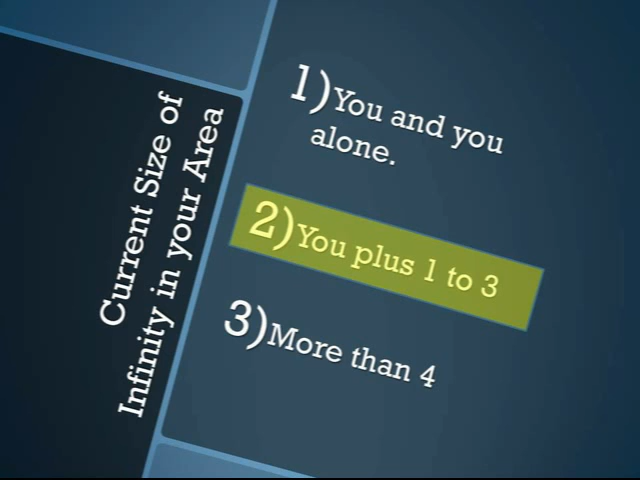 Current Size of
Infinity in your Area
1) You and you
alone.
2) You plus 1 to 3
3) More than 4